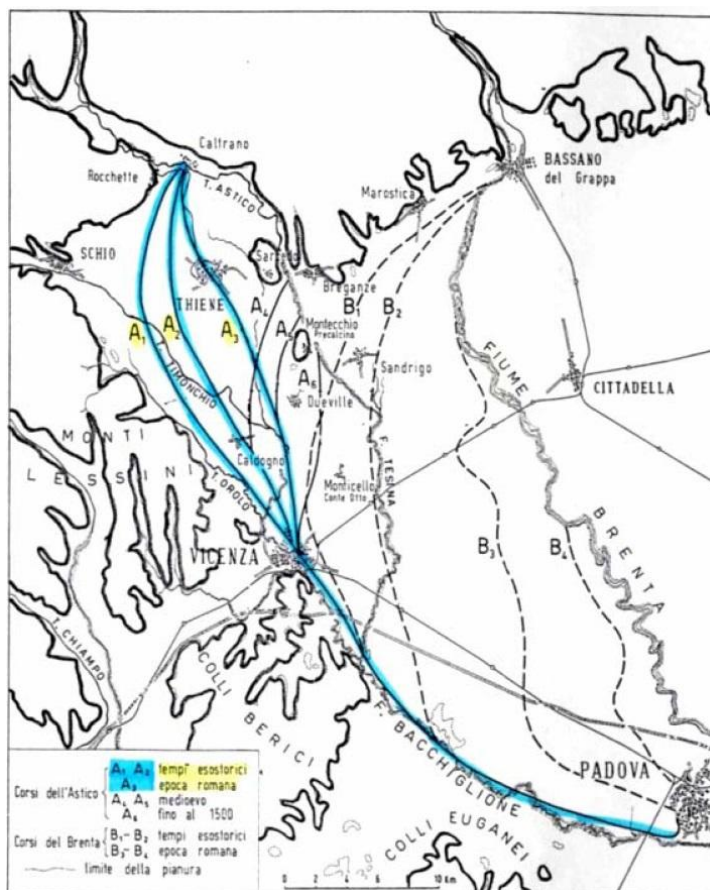 Caltrano
Rocchette
T. ASTICO
BASSANO
del Grappa
Marostica
SCHIO
Sarcedo
THIENE
Breganze
A4
B1
B2
A1
A2
A3
A5
Montecchio
Precalcino
T. TIMONCHIO
A6
Sandrigo
FIUME
CITTADELLA
Dueville
MONTI
LESSINI
Caldogno
F. TESINA
T. OROLO
Monticello
Conte Otto
BRENTA
VICENZA
B3
B4
T. CHIAMPO
COLLI
BERICI
F. BACCHIGLIONE
PADOVA
COLLI EUGANEI
Corsi dell'Astico
A1 A2 tempi esostorici
A3 epoca romana
A4 A5 medioevo
A6 fino al 1500
Corsi del Brenta
B1-B2 tempi esostorici
B3-B4 epoca romana
limite della pianura
0 2 4 6 8 10 Km